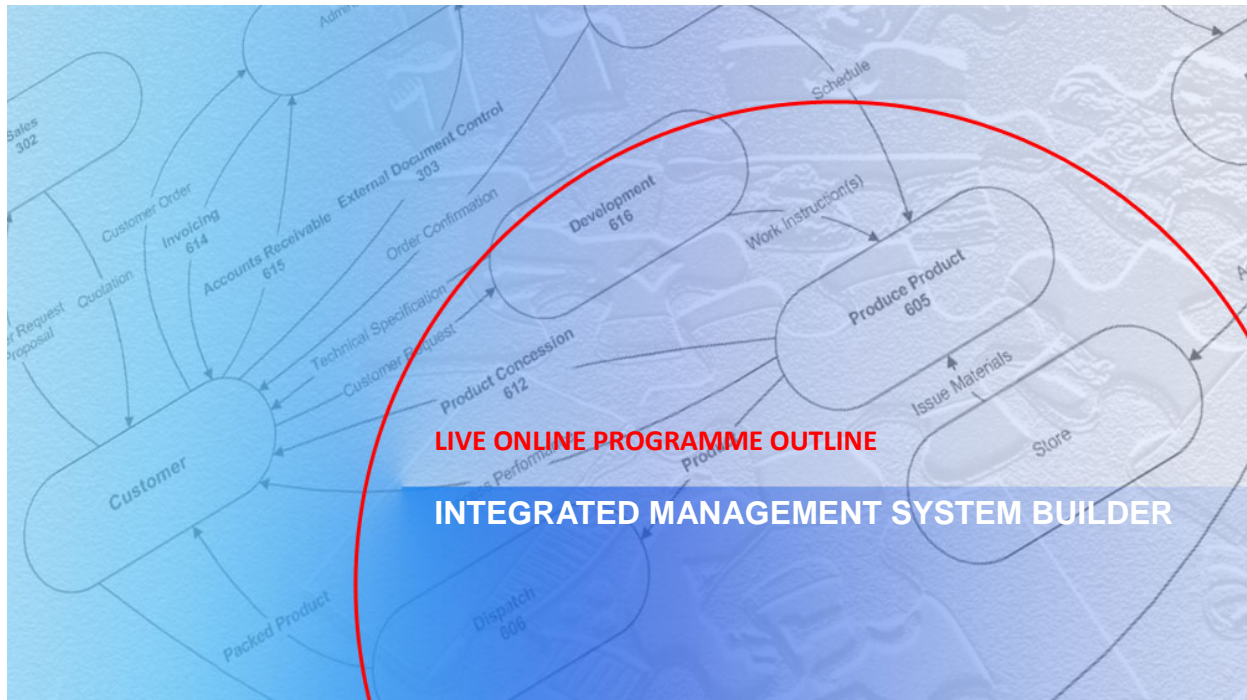 Schedule
Sales
302
External Document Control
303
Customer Order
Invoicing
614
Accounts Receivable
615
Order Confirmation
Development
616
Work Instruction(s)
Quotation
Technical Specification
Customer Request
Produce Product
605
Product Concession
612
Issue Materials
Store
LIVE ONLINE PROGRAMME OUTLINE
Customer
INTEGRATED MANAGEMENT SYSTEM BUILDER
Packed Product
Dispatch
606